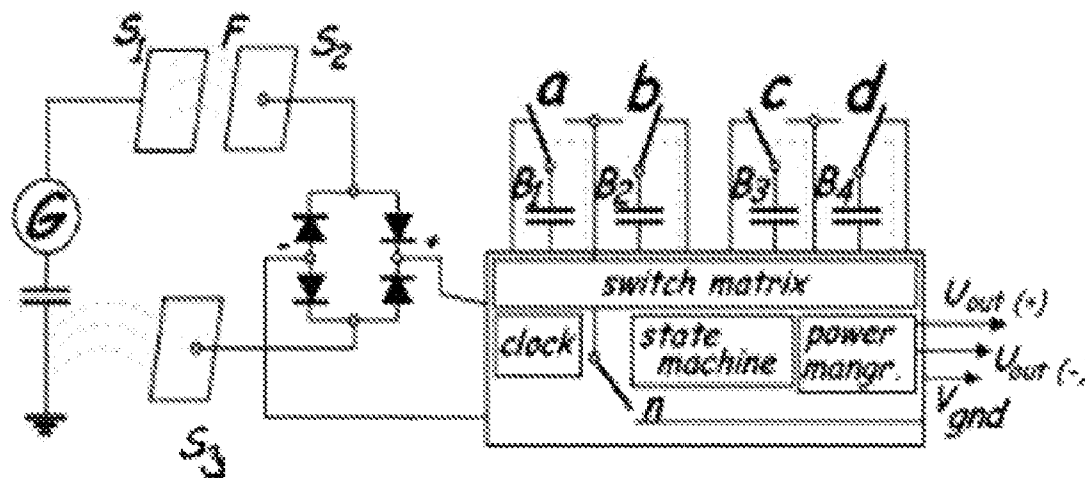 S1 F S2
a b c d
B1 B2 B3 B4
G
- +
switch matrix
Uout (+)
clock
state machine
power mangr.
Uout (-)
n
Vgnd
S3